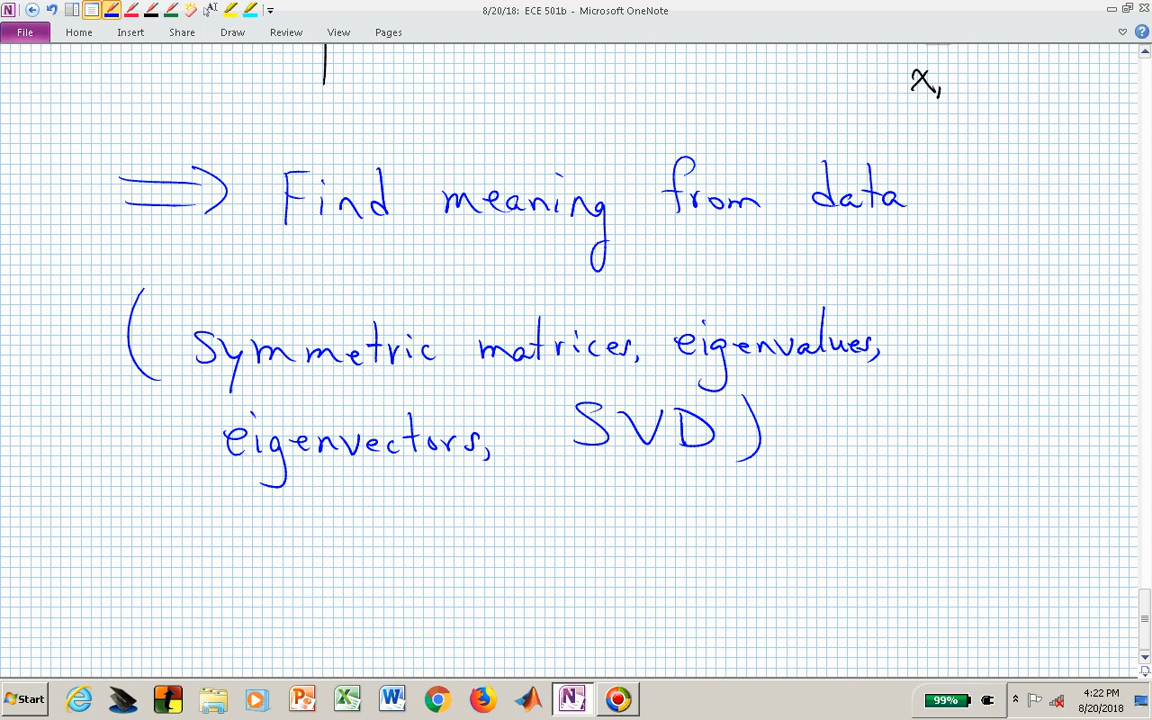 8/20/18: ECE 501b - Microsoft OneNote
File Home Insert Share Draw Review View Pages
x,
⇒ Find meaning from data
( symmetric matrices, eigenvalues,
eigenvectors, SVD )
Start
99%
4:22 PM
8/20/2018